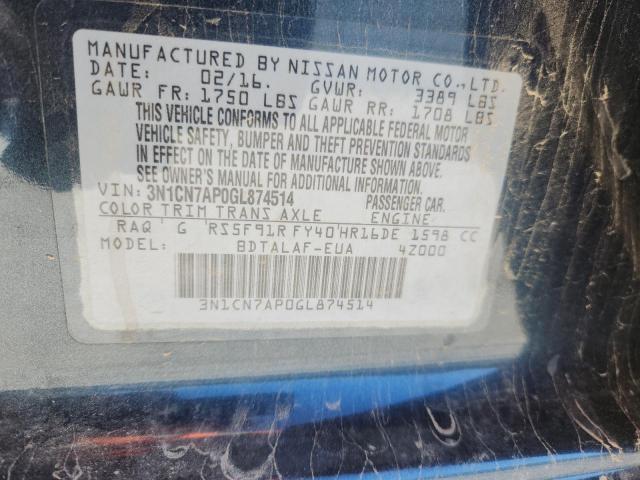 MANUFACTURED BY NISSAN MOTOR CO., LTD.
DATE: 02/16. GVWR: 3389 LBS
GAWR FR: 1750 LBS GAWR RR: 1708 LBS
THIS VEHICLE CONFORMS TO ALL APPLICABLE FEDERAL MOTOR
VEHICLE SAFETY, BUMPER AND THEFT PREVENTION STANDARDS
IN EFFECT ON THE DATE OF MANUFACTURE SHOWN ABOVE.
SEE OWNER'S MANUAL FOR ADDITIONAL INFORMATION.
VIN: 3N1CN7AP0GL874514 PASSENGER CAR
COLOR TRIM TRANS AXLE ENGINE
RAQ G RS5F91R FY40 HR16DE 1598 CC
MODEL: BDTALAF-EUA 4Z000
3N1CN7AP0GL874514